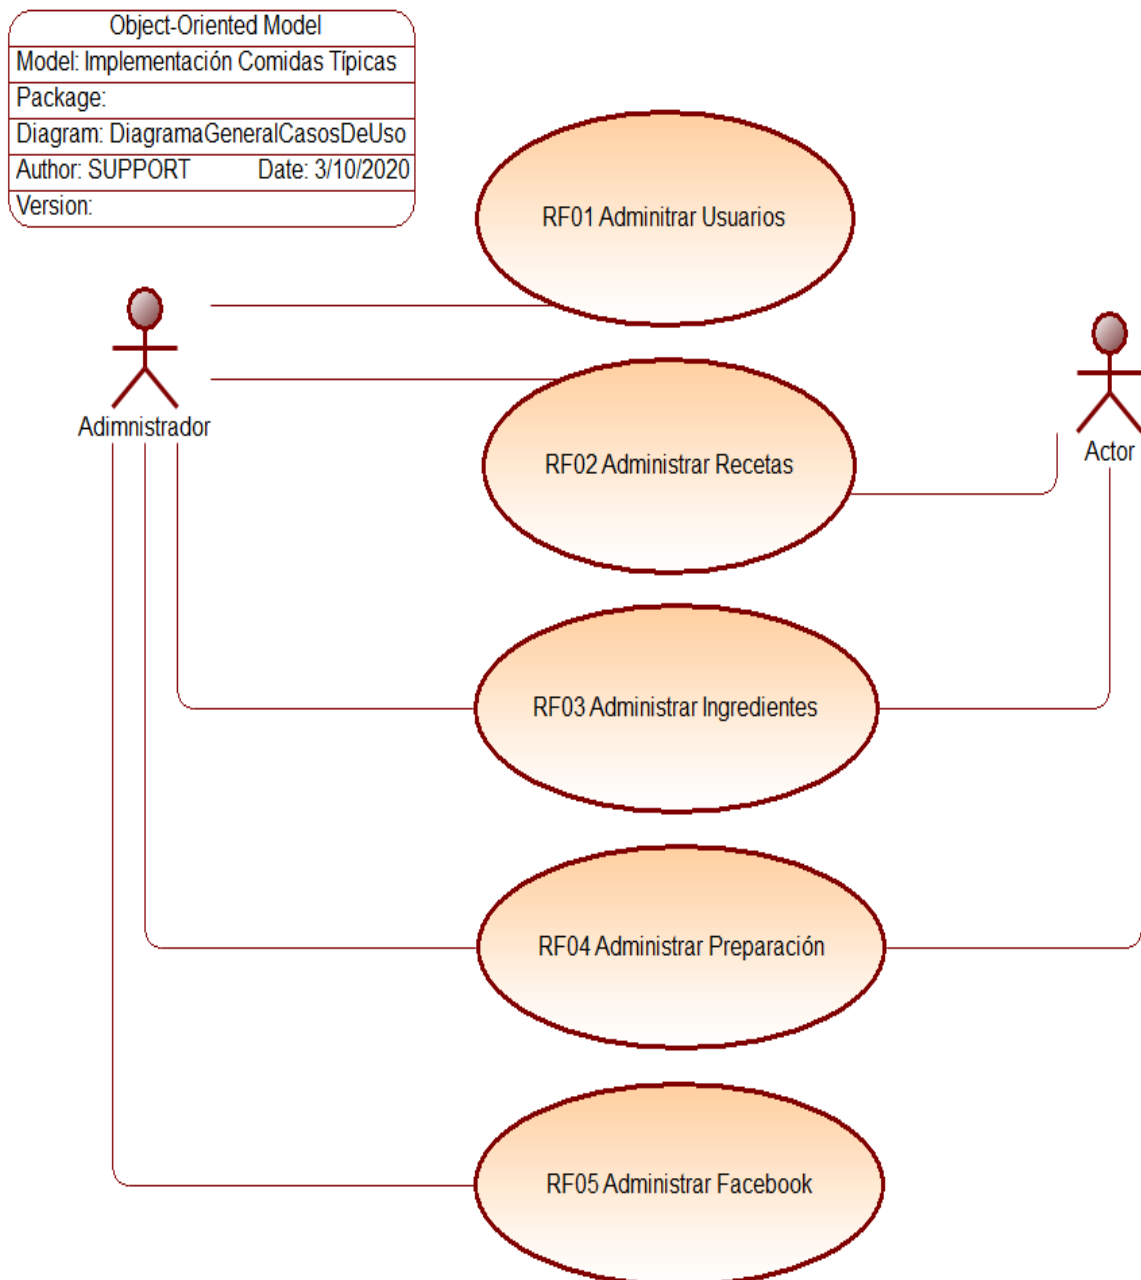 Object-Oriented Model
Model: Implementación Comidas Típicas
Package:
Diagram: DiagramaGeneralCasosDeUso
Author: SUPPORT Date: 3/10/2020
Version:
RF01 Adminitrar Usuarios
Adimnistrador
Actor
RF02 Administrar Recetas
RF03 Administrar Ingredientes
RF04 Administrar Preparación
RF05 Administrar Facebook